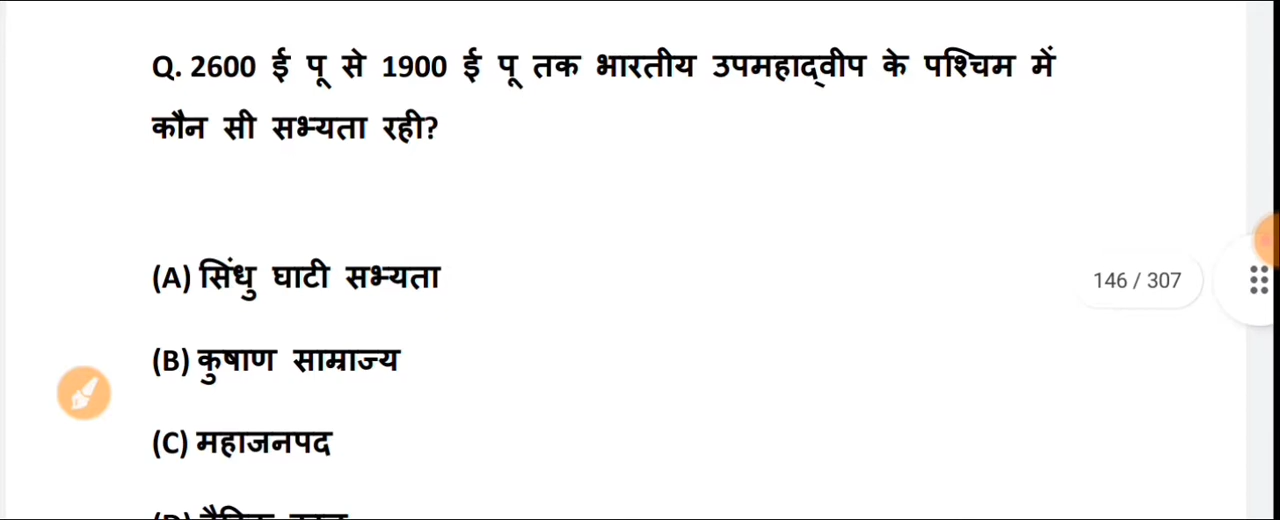 Q. 2600 ई पू से 1900 ई पू तक भारतीय उपमहाद्वीप के पश्चिम में
कौन सी सभ्यता रही?
(A) सिंधु घाटी सभ्यता
146 / 307
(B) कुषाण साम्राज्य
(C) महाजनपद